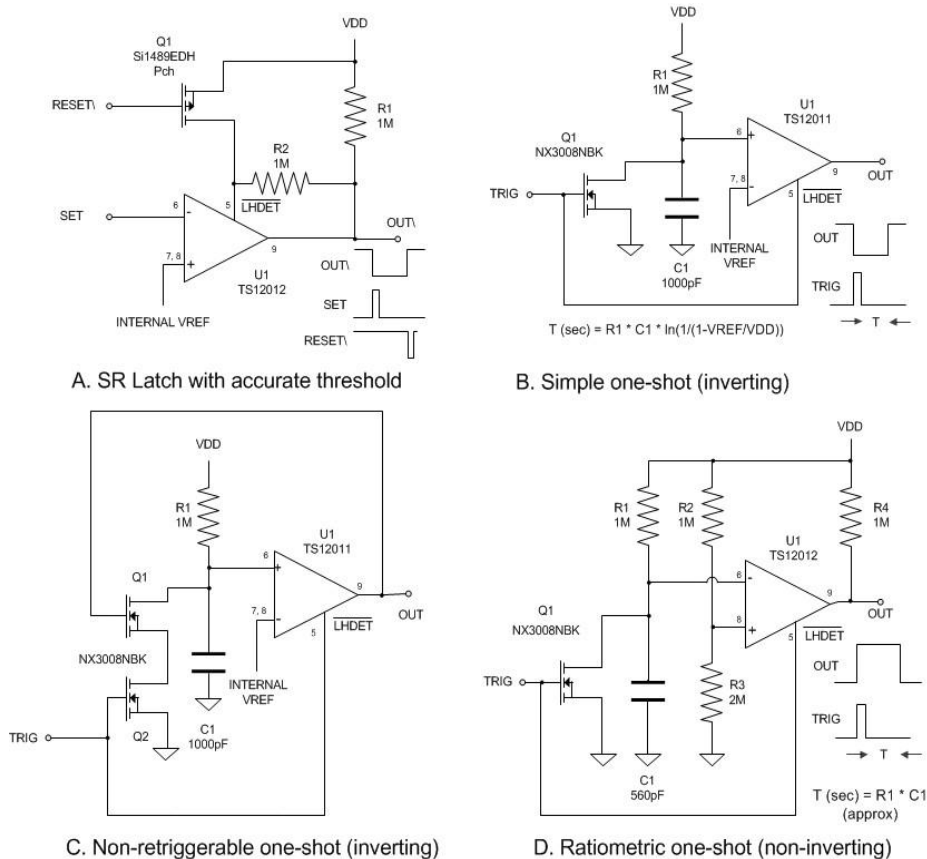 VDD
Q1
Si1489EDH
Pch
RESET\
R1
1M
R2
1M
LHDET
SET
6
-
5
7, 8
+
9
OUT\
U1
TS12012
INTERNAL VREF
OUT\
SET
RESET\
A. SR Latch with accurate threshold
VDD
R1
1M
U1
TS12011
Q1
NX3008NBK
6
+
7, 8
-
9
5
OUT
LHDET
TRIG
INTERNAL
VREF
C1
1000pF
OUT
TRIG
T
T (sec) = R1 * C1 * ln(1/(1-VREF/VDD))
B. Simple one-shot (inverting)
VDD
R1
1M
U1
TS12011
Q1
6
+
7, 8
-
9
5
OUT
LHDET
NX3008NBK
INTERNAL
VREF
C1
1000pF
Q2
TRIG
C. Non-retriggerable one-shot (inverting)
VDD
R1
1M
R2
1M
R4
1M
U1
TS12012
Q1
NX3008NBK
6
-
8
+
9
5
OUT
LHDET
TRIG
R3
2M
C1
560pF
OUT
TRIG
T
T (sec) = R1 * C1
(approx)
D. Ratiometric one-shot (non-inverting)